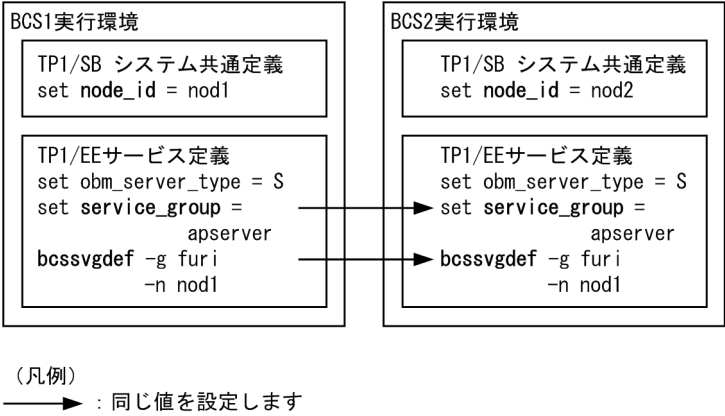 BCS1実行環境
TP1/SB システム共通定義
set node_id = nod1
TP1/EEサービス定義
set obm_server_type = S
set service_group =
apserver
bcssvgdef -g furi
-n nod1
BCS2実行環境
TP1/SB システム共通定義
set node_id = nod2
TP1/EEサービス定義
set obm_server_type = S
set service_group =
apserver
bcssvgdef -g furi
-n nod1
(凡例)
：同じ値を設定します